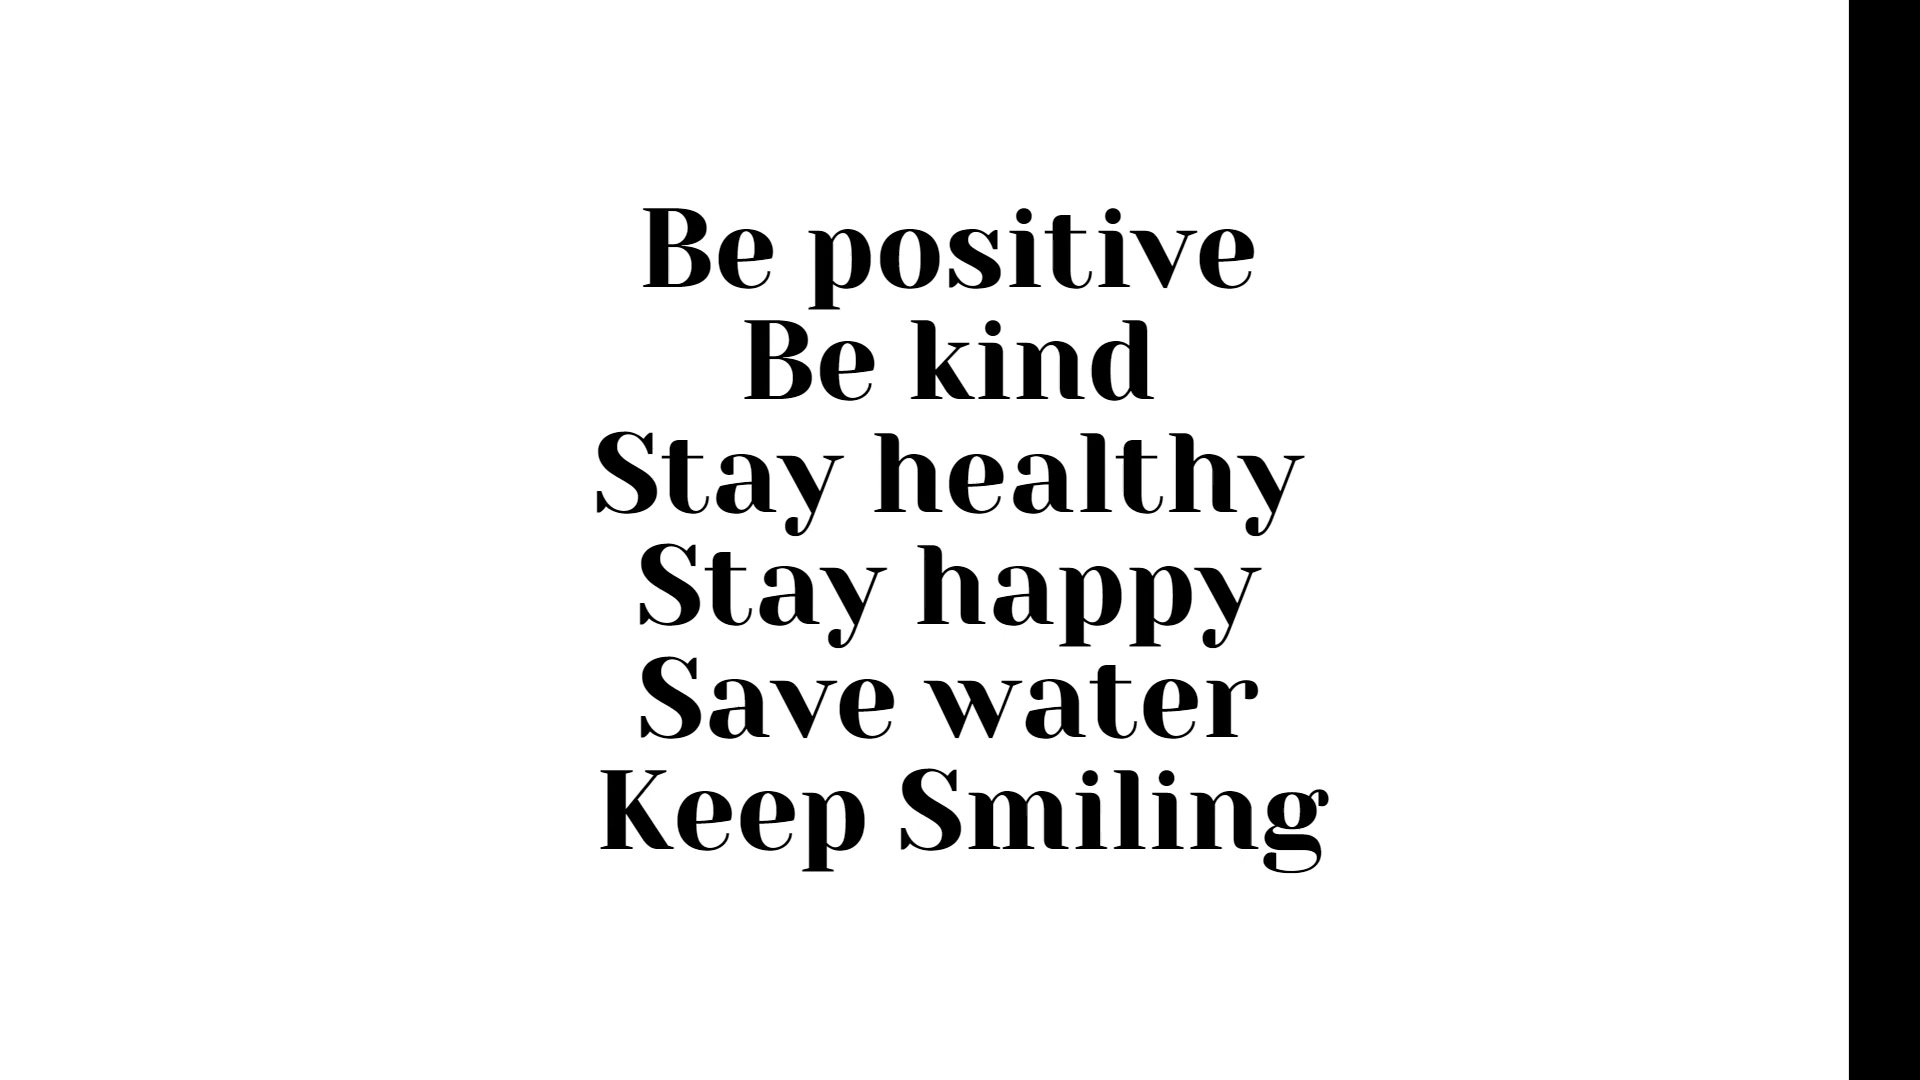 Be positive
Be kind
Stay healthy
Stay happy
Save water
Keep Smiling